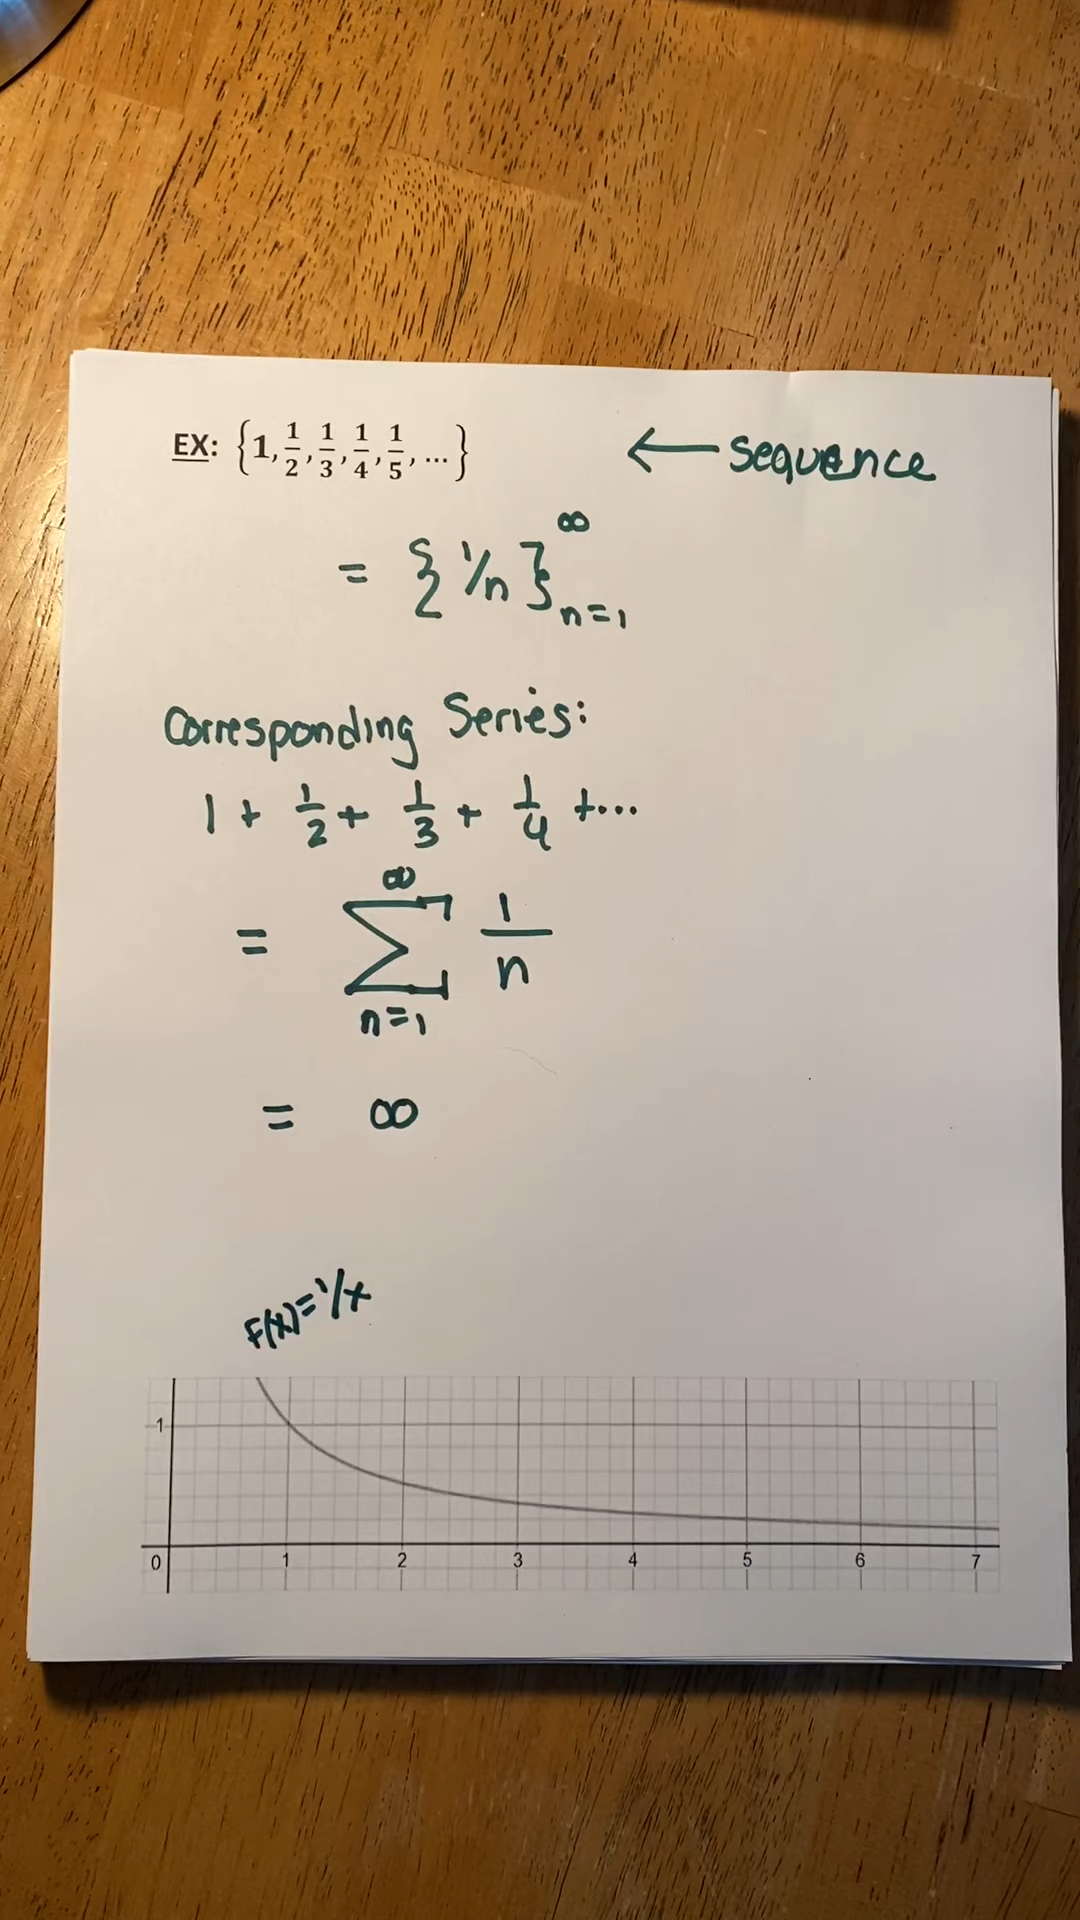 EX: {1, 1/2, 1/3, 1/4, 1/5, ...} ← sequence
= {1/n}∞n=1
Corresponding Series:
1 + 1/2 + 1/3 + 1/4 + ...
= ∞∑n=1 1/n
= ∞
F(x)=1/x
1
0 1 2 3 4 5 6 7